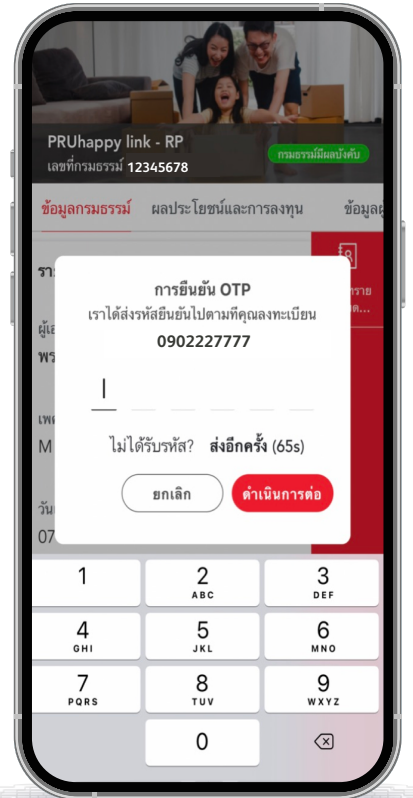 PRUhappy link - RP
เลขที่กรมธรรม์ 12345678
กรมธรรม์มีผลบังคับ
ข้อมูลกรมธรรม์ ผลประโยชน์และการลงทุน ข้อมูลผู้
การยืนยัน OTP
เราได้ส่งรหัสยืนยันไปตามทีคุณลงทะเบียน
0902227777
ไม่ได้รับรหัส? ส่งอีกครั้ง (65s)
ยกเลิก ดำเนินการต่อ
M
07
1 2 3
ABC DEF
4 5 6
GHI JKL MNO
7 8 9
PQRS TUV WXYZ
0